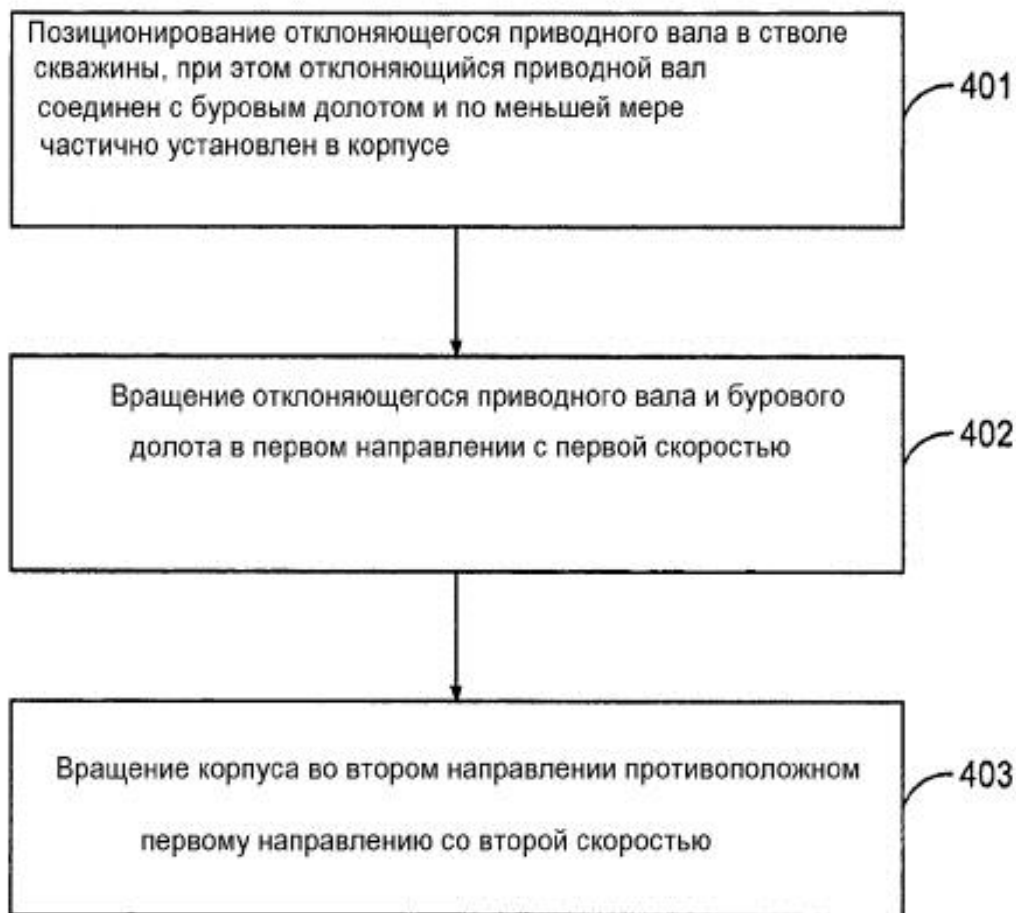 Позиционирование отклоняющегося приводного вала в стволе
скважины, при этом отклоняющийся приводной вал
соединен с буровым долотом и по меньшей мере
частично установлен в корпусе
401
Вращение отклоняющегося приводного вала и бурового
долота в первом направлении с первой скоростью
402
Вращение корпуса во втором направлении противоположном
первому направлению со второй скоростью
403